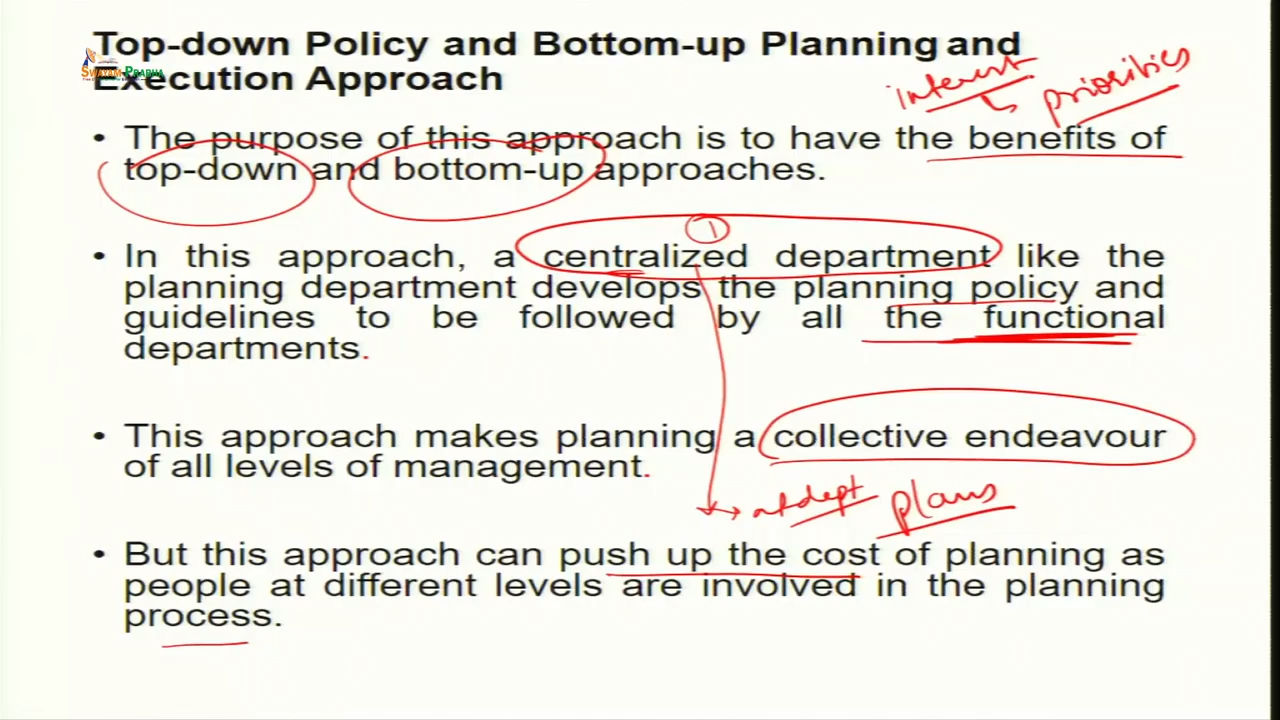 Top-down Policy and Bottom-up Planning and
SWAYAM PRABHA
Execution Approach
interest
priorities
• The purpose of this approach is to have the benefits of
top-down and bottom-up approaches.
1
• In this approach, a centralized department like the
planning department develops the planning policy and
guidelines to be followed by all the functional
departments.
• This approach makes planning a collective endeavour
of all levels of management.
at dept plans
• But this approach can push up the cost of planning as
people at different levels are involved in the planning
process.